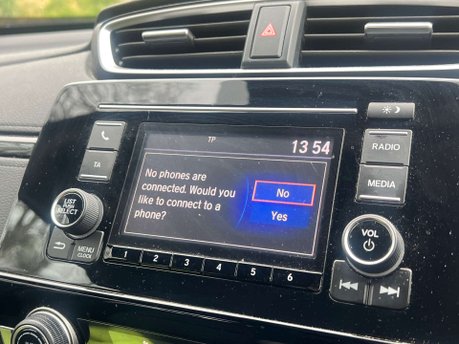 TP
13 54
No phones are
connected. Would you
like to connect to a
phone?
No
Yes
TA
LIST
PUSH
SELECT
MENU
CLOCK
1 2 3 4 5 6
RADIO
MEDIA
VOL